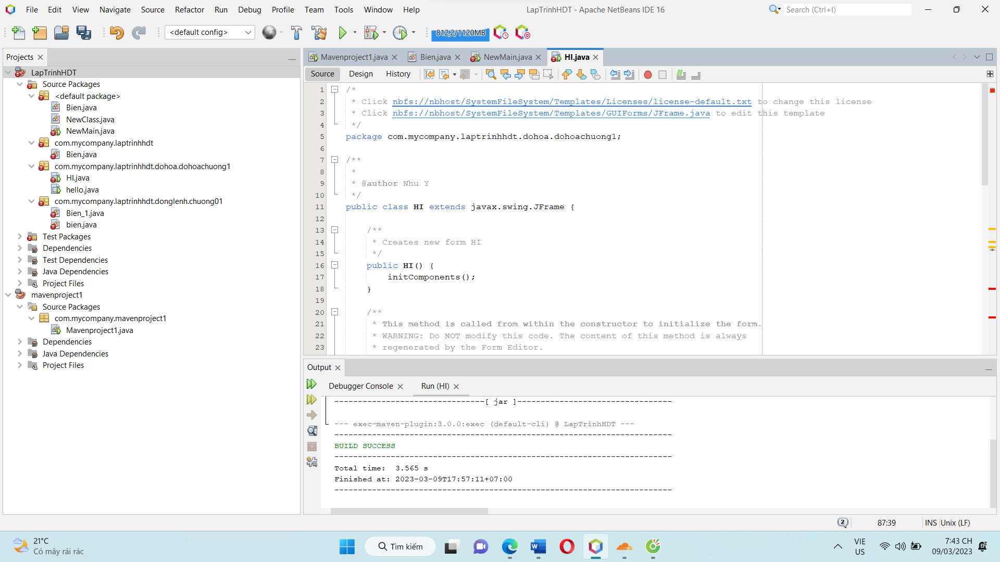 File Edit View Navigate Source Refactor Run Debug Profile Team Tools Window Help
LapTrinhHDT - Apache NetBeans IDE 16
Search (Ctrl+I)
<default config>
812,2/1120MB
Projects
LapTrinhHDT
Source Packages
<default package>
Bien.java
NewClass.java
NewMain.java
com.mycompany.laptrinhhdt
Bien.java
com.mycompany.laptrinhhdt.dohoa.dohoachuong1
HI.java
hello.java
com.mycompany.laptrinhhdt.donglenh.chuong01
Bien_1.java
bien.java
Test Packages
Dependencies
Test Dependencies
Java Dependencies
Project Files
mavenproject1
Source Packages
com.mycompany.mavenproject1
Mavenproject1.java
Dependencies
Java Dependencies
Project Files
Mavenproject1.java Bien.java NewMain.java HI.java
Source Design History
1 /*
2 * Click nbfs://nbhost/SystemFileSystem/Templates/Licenses/license-default.txt to change this license
3 * Click nbfs://nbhost/SystemFileSystem/Templates/GUIForms/JFrame.java to edit this template
4 */
5 package com.mycompany.laptrinhhdt.dohoa.dohoachuong1;
6
7 /**
8 *
9 * @author Nhu Y
10 */
11 public class HI extends javax.swing.JFrame {
12
13 /**
14 * Creates new form HI
15 */
16 public HI() {
17 initComponents();
18 }
19
20 /**
21 * This method is called from within the constructor to initialize the form.
22 * WARNING: Do NOT modify this code. The content of this method is always
23 * regenerated by the Form Editor.
Output
Debugger Console Run (HI)
--------------------------------[ jar ]---------------------------------
--- exec-maven-plugin:3.0.0:exec (default-cli) @ LapTrinhHDT ---
------------------------------------------------------------------------
BUILD SUCCESS
------------------------------------------------------------------------
Total time: 3.565 s
Finished at: 2023-03-09T17:57:11+07:00
------------------------------------------------------------------------
2 87:39 INS Unix (LF)
21°C
Có mây rải rác
Tìm kiếm
VIE
US
7:43 CH
09/03/2023